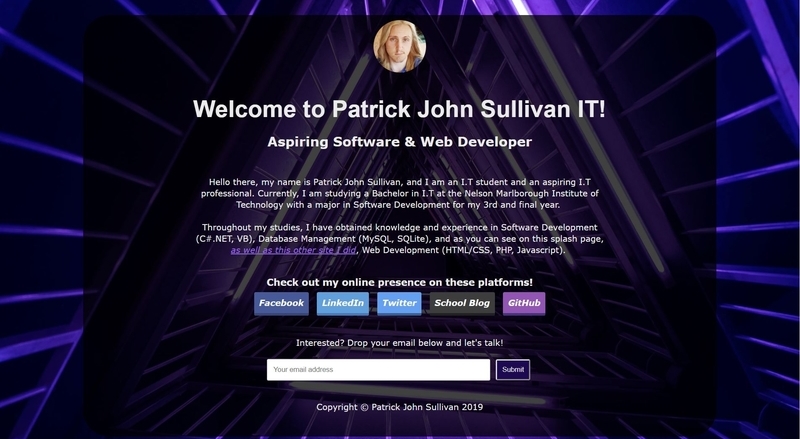 Welcome to Patrick John Sullivan IT!
Aspiring Software & Web Developer
Hello there, my name is Patrick John Sullivan, and I am an I.T student and an aspiring I.T
professional. Currently, I am studying a Bachelor in I.T at the Nelson Marlborough Institute of
Technology with a major in Software Development for my 3rd and final year.
Throughout my studies, I have obtained knowledge and experience in Software Development
(C# .NET, VB), Database Management (MySQL, SQLite), and as you can see on this splash page,
as well as this other site I did, Web Development (HTML/CSS, PHP, Javascript).
Check out my online presence on these platforms!
Facebook LinkedIn Twitter School Blog GitHub
Interested? Drop your email below and let's talk!
Your email address Submit
Copyright © Patrick John Sullivan 2019